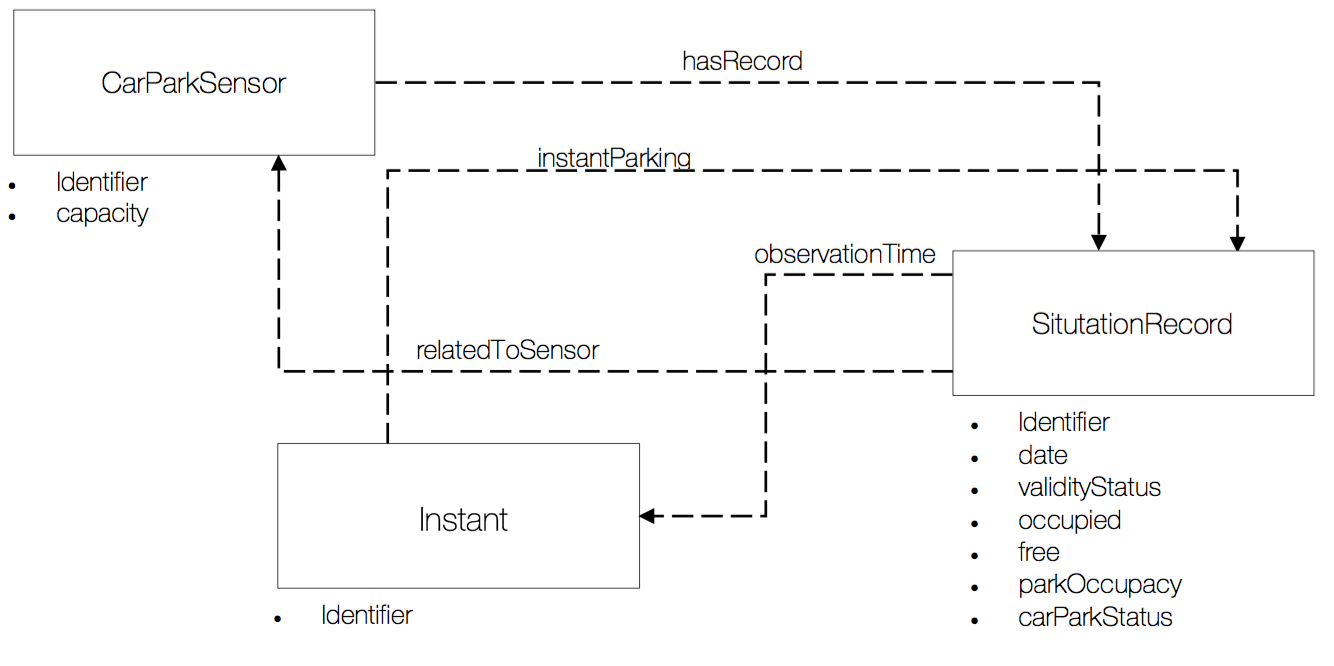 hasRecord
CarParkSensor
instantParking
• Identifier
• capacity
observationTime
SitutationRecord
relatedToSensor
• Identifier
• date
• validityStatus
• occupied
• free
• parkOccupacy
• carParkStatus
Instant
• Identifier